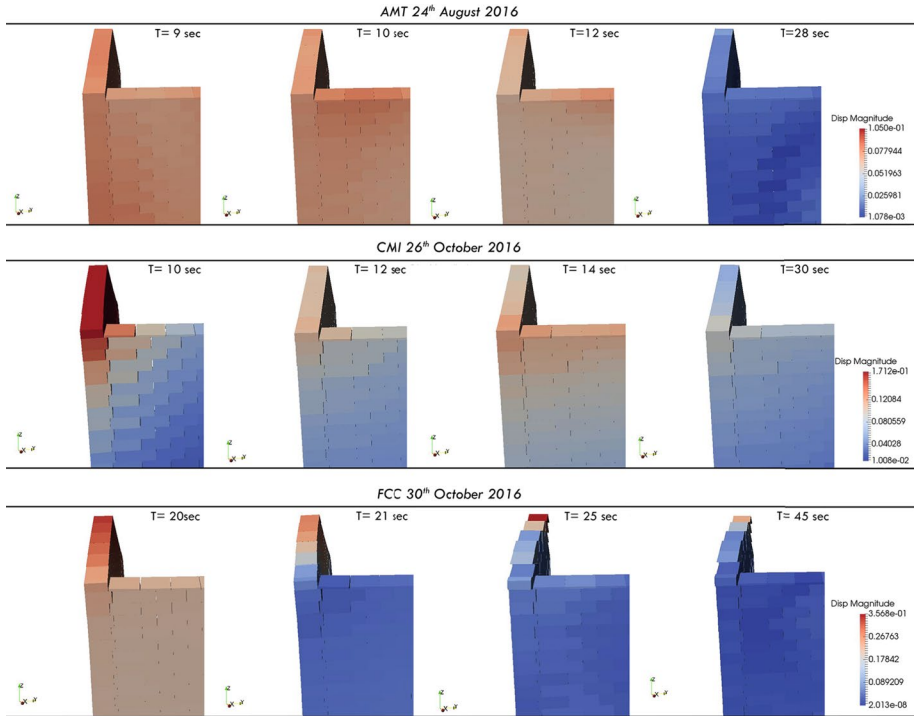 AMT 24th August 2016
T= 9 sec
T= 10 sec
T=12 sec
T=28 sec
Disp Magnitude
1.050e-01
0.077944
0.051963
0.025981
1.078e-03
Z
X
Y
Z
X
Y
Z
X
Y
Z
X
Y
CMI 26th October 2016
T= 10 sec
T= 12 sec
T= 14 sec
T=30 sec
Disp Magnitude
1.712e-01
0.12084
0.080559
0.04028
1.008e-02
Z
X
Y
Z
X
Y
Z
X
Y
Z
X
Y
FCC 30th October 2016
T= 20sec
T= 21 sec
T= 25 sec
T= 45 sec
Disp Magnitude
3.568e-01
0.26763
0.17842
0.089209
2.013e-08
Z
X
Y
Z
X
Y
Z
X
Y
Z
X
Y